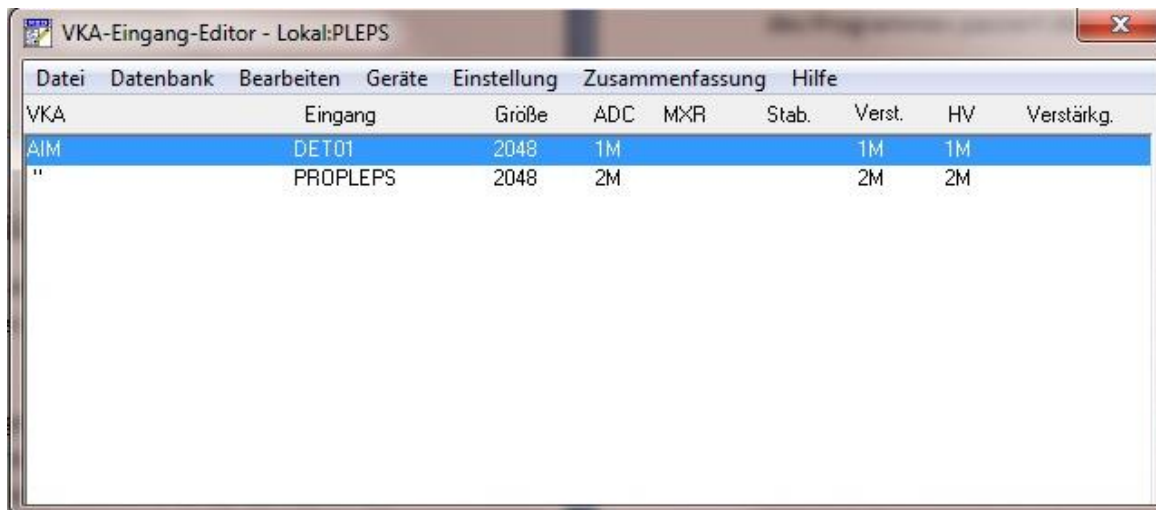 VKA-Eingang-Editor - Lokal:PLEPS
Datei Datenbank Bearbeiten Geräte Einstellung Zusammenfassung Hilfe
VKA Eingang Größe ADC MXR Stab. Verst. HV Verstärkg.
AIM DET01 2048 1M 1M 1M
" PROPLEPS 2048 2M 2M 2M